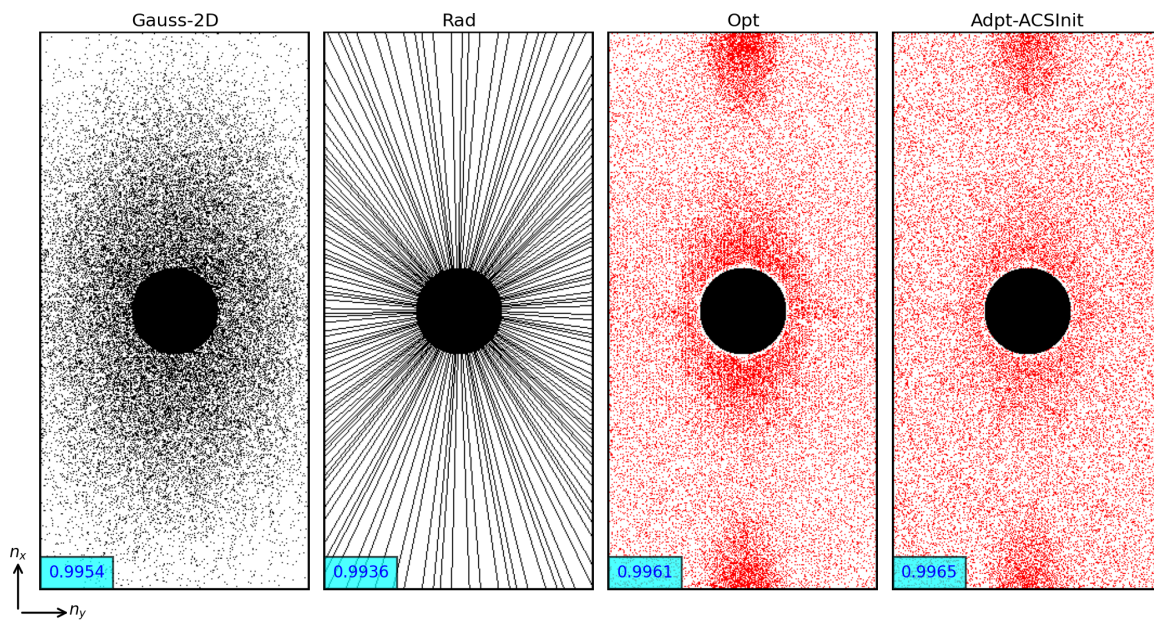 Gauss-2D
Rad
Opt
Adpt-ACSInit
0.9954
0.9936
0.9961
0.9965
n_x
n_y